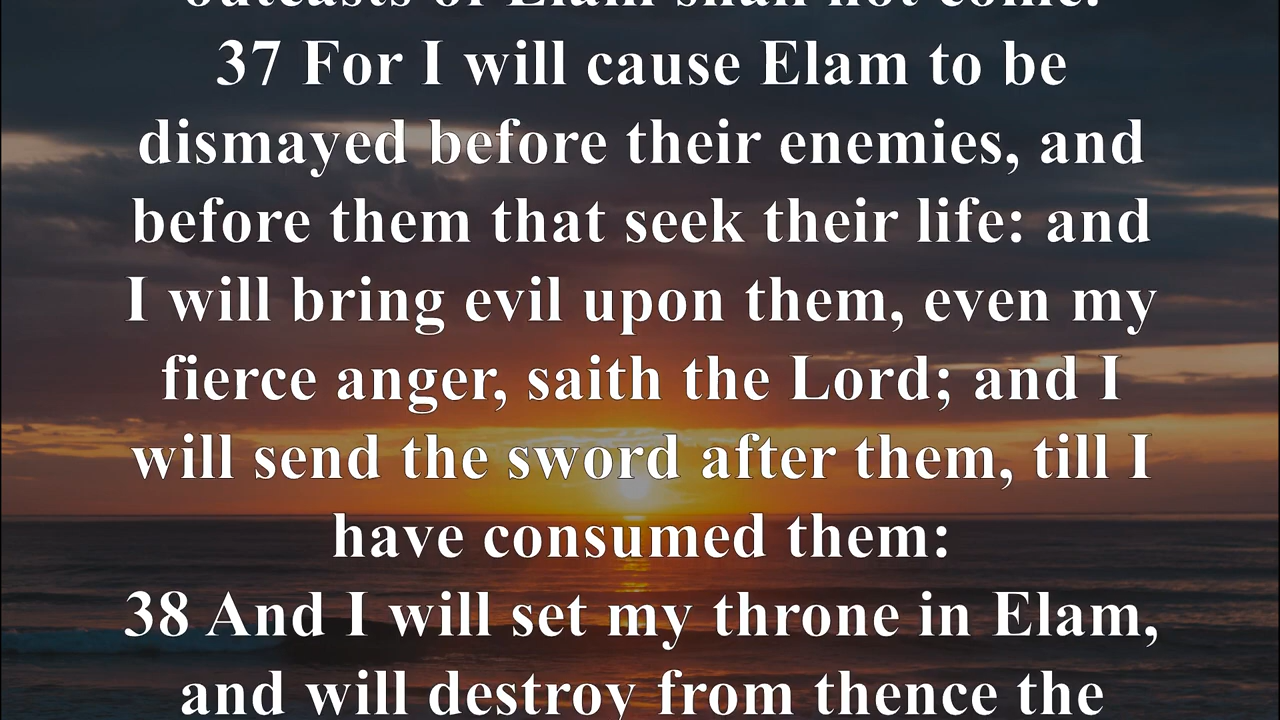 outcasts of Elam shall not come.
37 For I will cause Elam to be
dismayed before their enemies, and
before them that seek their life: and
I will bring evil upon them, even my
fierce anger, saith the Lord; and I
will send the sword after them, till I
have consumed them:
38 And I will set my throne in Elam,
and will destroy from thence the